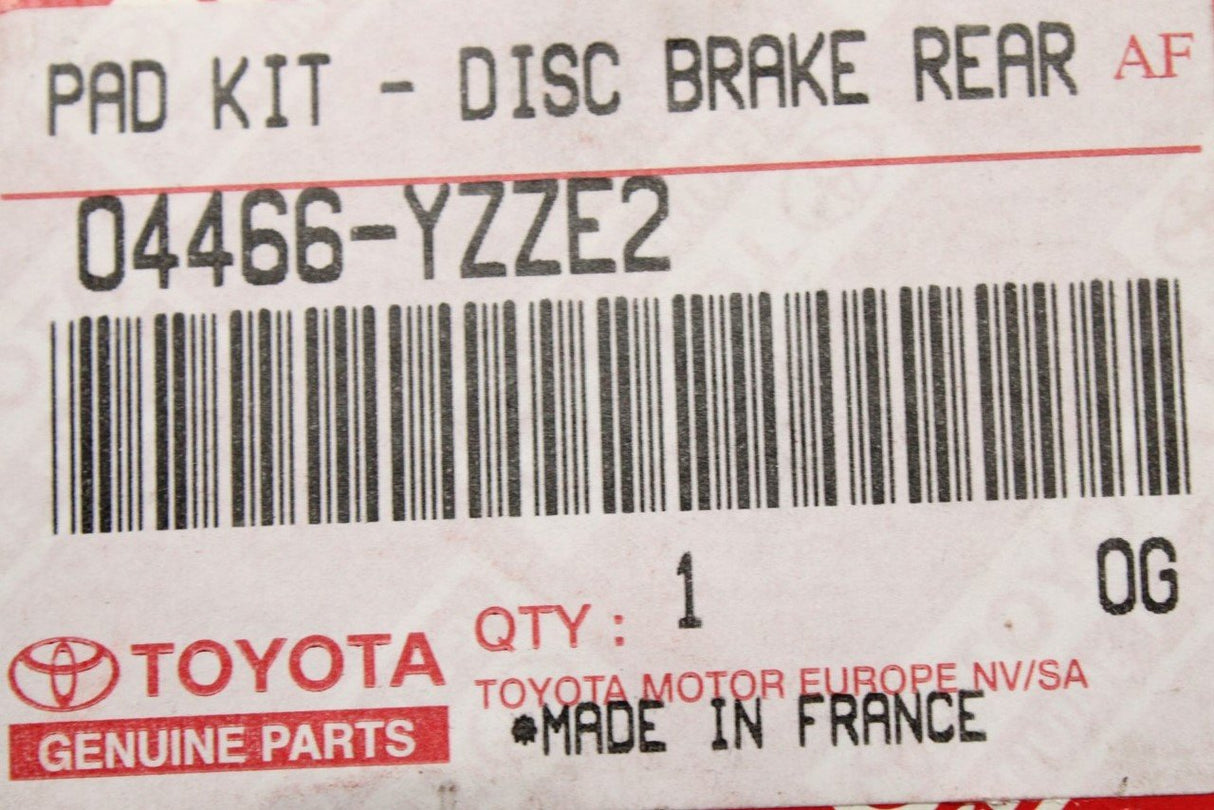 PAD KIT - DISC BRAKE REAR AF
04466-YZZE2
1 0G
QTY :
TOYOTA
TOYOTA MOTOR EUROPE NV/SA
GENUINE PARTS
*MADE IN FRANCE